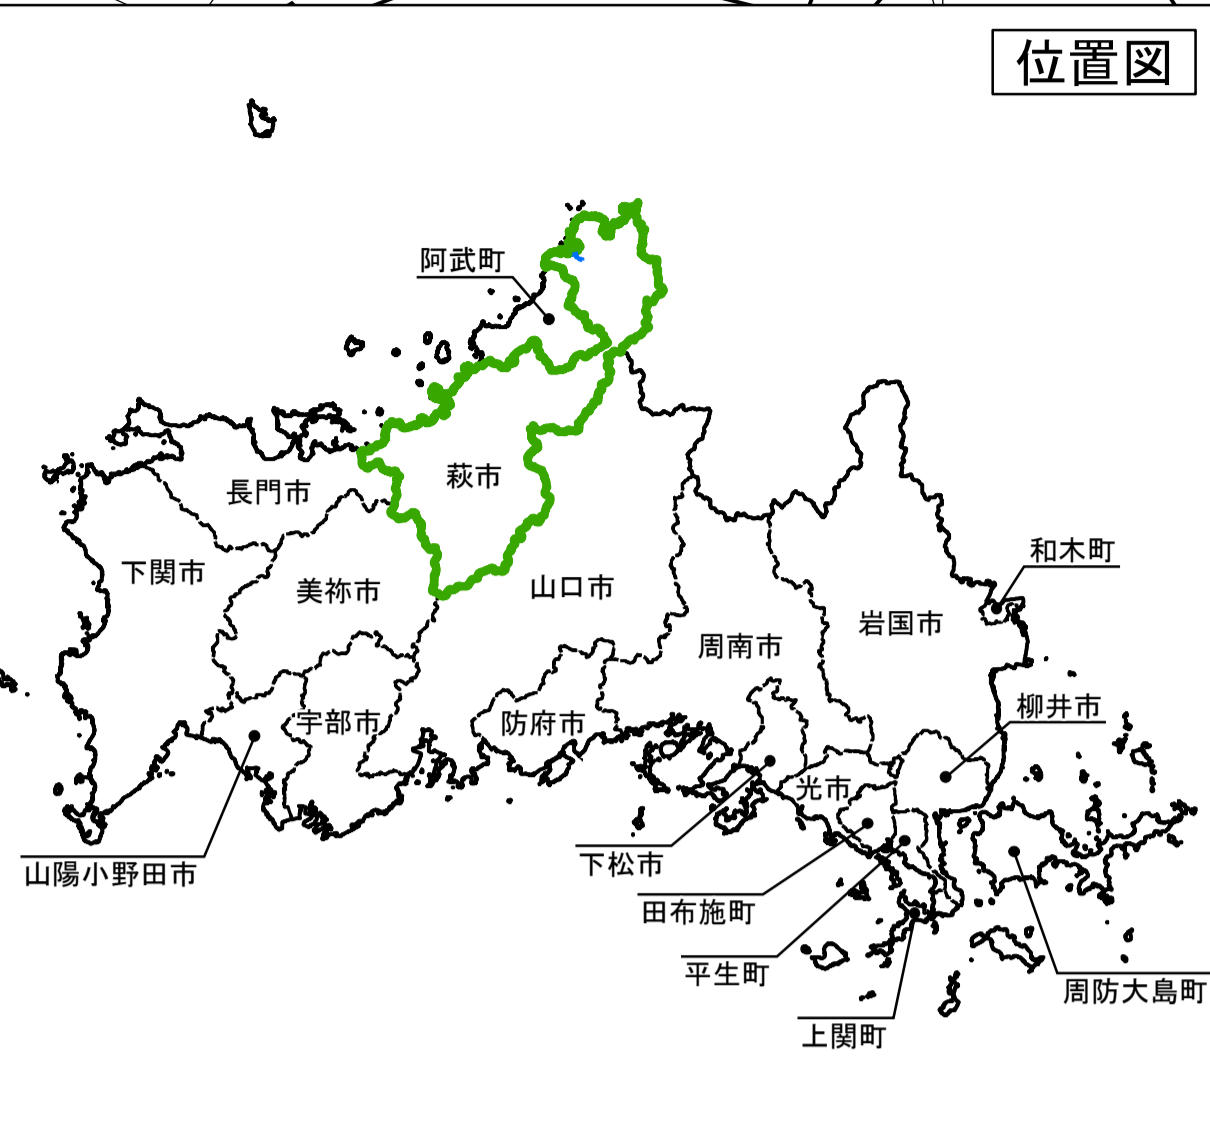 位置図
阿武町
萩市
長門市
和木町
下関市
美祢市
山口市
岩国市
周南市
柳井市
宇部市
防府市
光市
下松市
山陽小野田市
田布施町
平生町
周防大島町
上関町